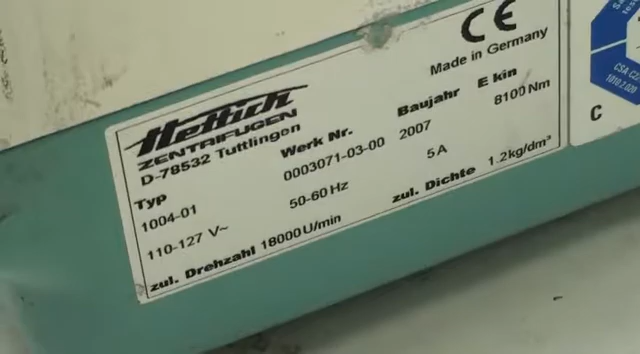 CE
Made in Germany
Hettich
ZENTRIFUGEN
D-78532 Tuttlingen
Typ Werk Nr. Baujahr E kin
1004-01 0003071-03-00 2007 8100 Nm
110-127 V~ 50-60 Hz 5 A
zul. Drehzahl 18000 U/min zul. Dichte 1.2kg/dm³
C